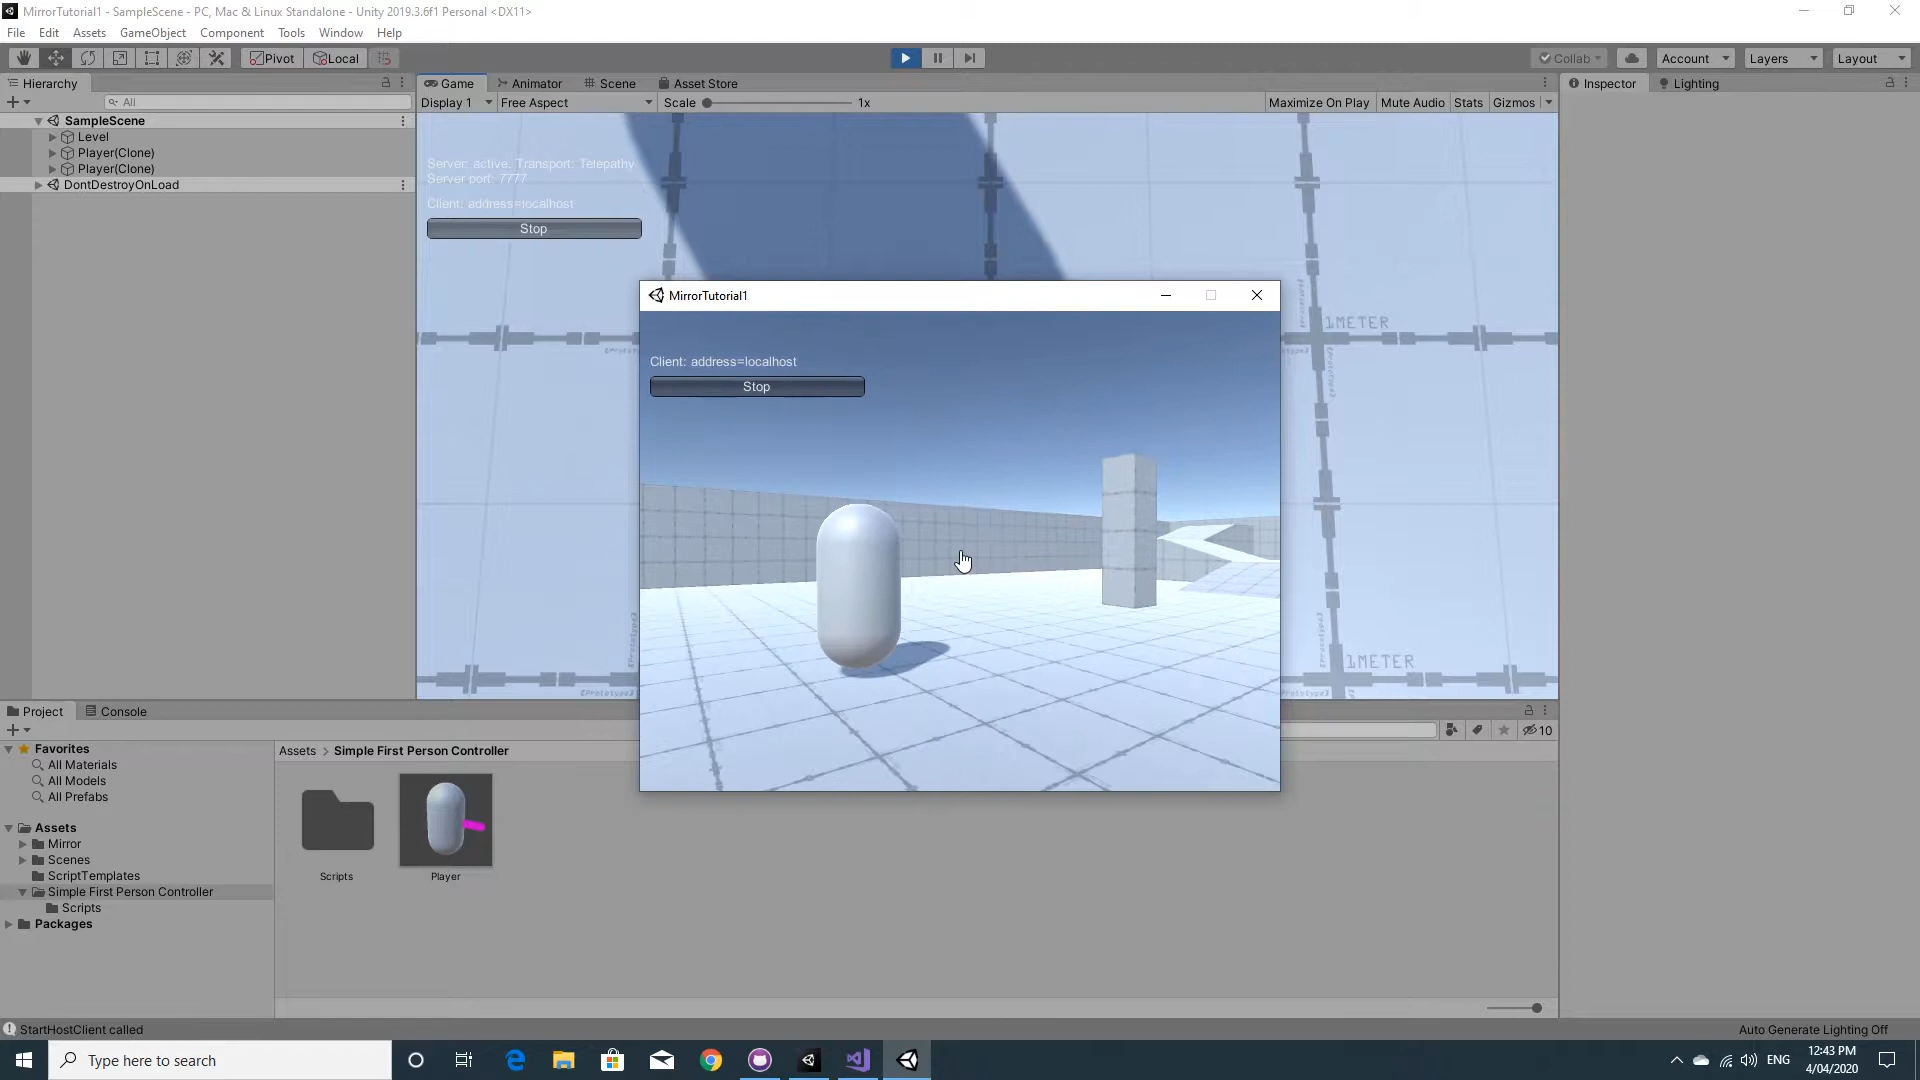 MirrorTutorial1 - SampleScene - PC, Mac & Linux Standalone - Unity 2019.3.6f1 Personal <DX11>
File Edit Assets GameObject Component Tools Window Help
Pivot Local Collab Account Layers Layout
Hierarchy
All
SampleScene
Level
Player(Clone)
Player(Clone)
DontDestroyOnLoad
Game Animator Scene Asset Store
Display 1 Free Aspect Scale 1x Maximize On Play Mute Audio Stats Gizmos
Server: active. Transport: Telepathy
Server port: 7777
Client: address=localhost
Stop
1METER
1METER
MirrorTutorial1
Client: address=localhost
Stop
Inspector Lighting
Project Console
10
Favorites
All Materials
All Models
All Prefabs
Assets
Mirror
Scenes
ScriptTemplates
Simple First Person Controller
Scripts
Packages
Assets > Simple First Person Controller
Scripts
Player
StartHostClient called
Auto Generate Lighting Off
Type here to search
ENG
12:43 PM
4/04/2020